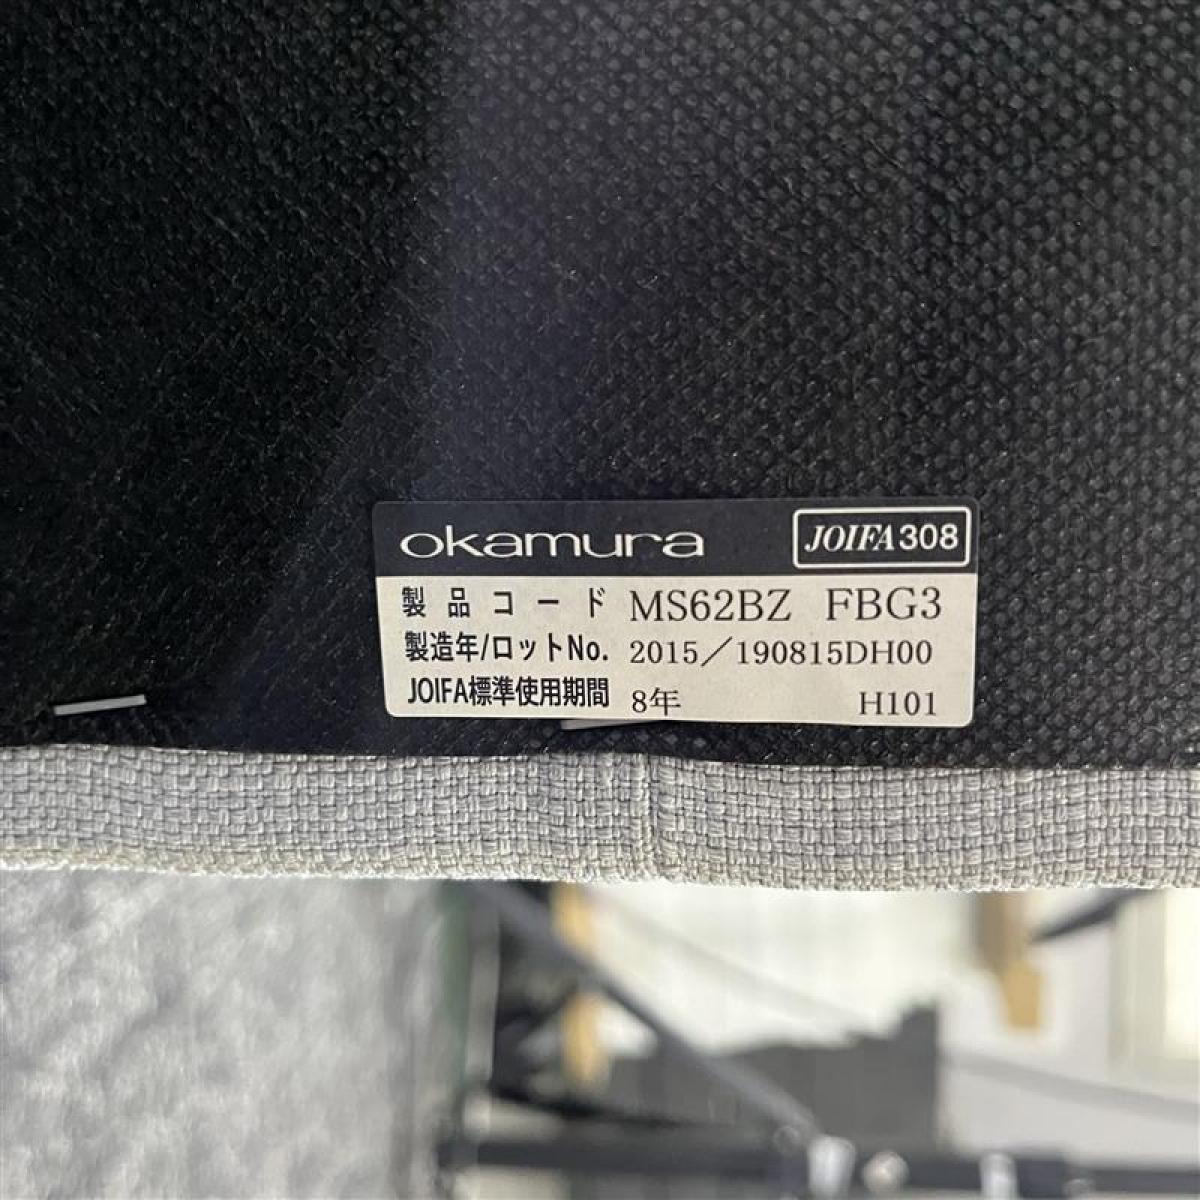 okamura JOIFA308
製品コード MS62BZ FBG3
製造年/ロットNo. 2015/190815DH00
JOIFA標準使用期間 8年 H101